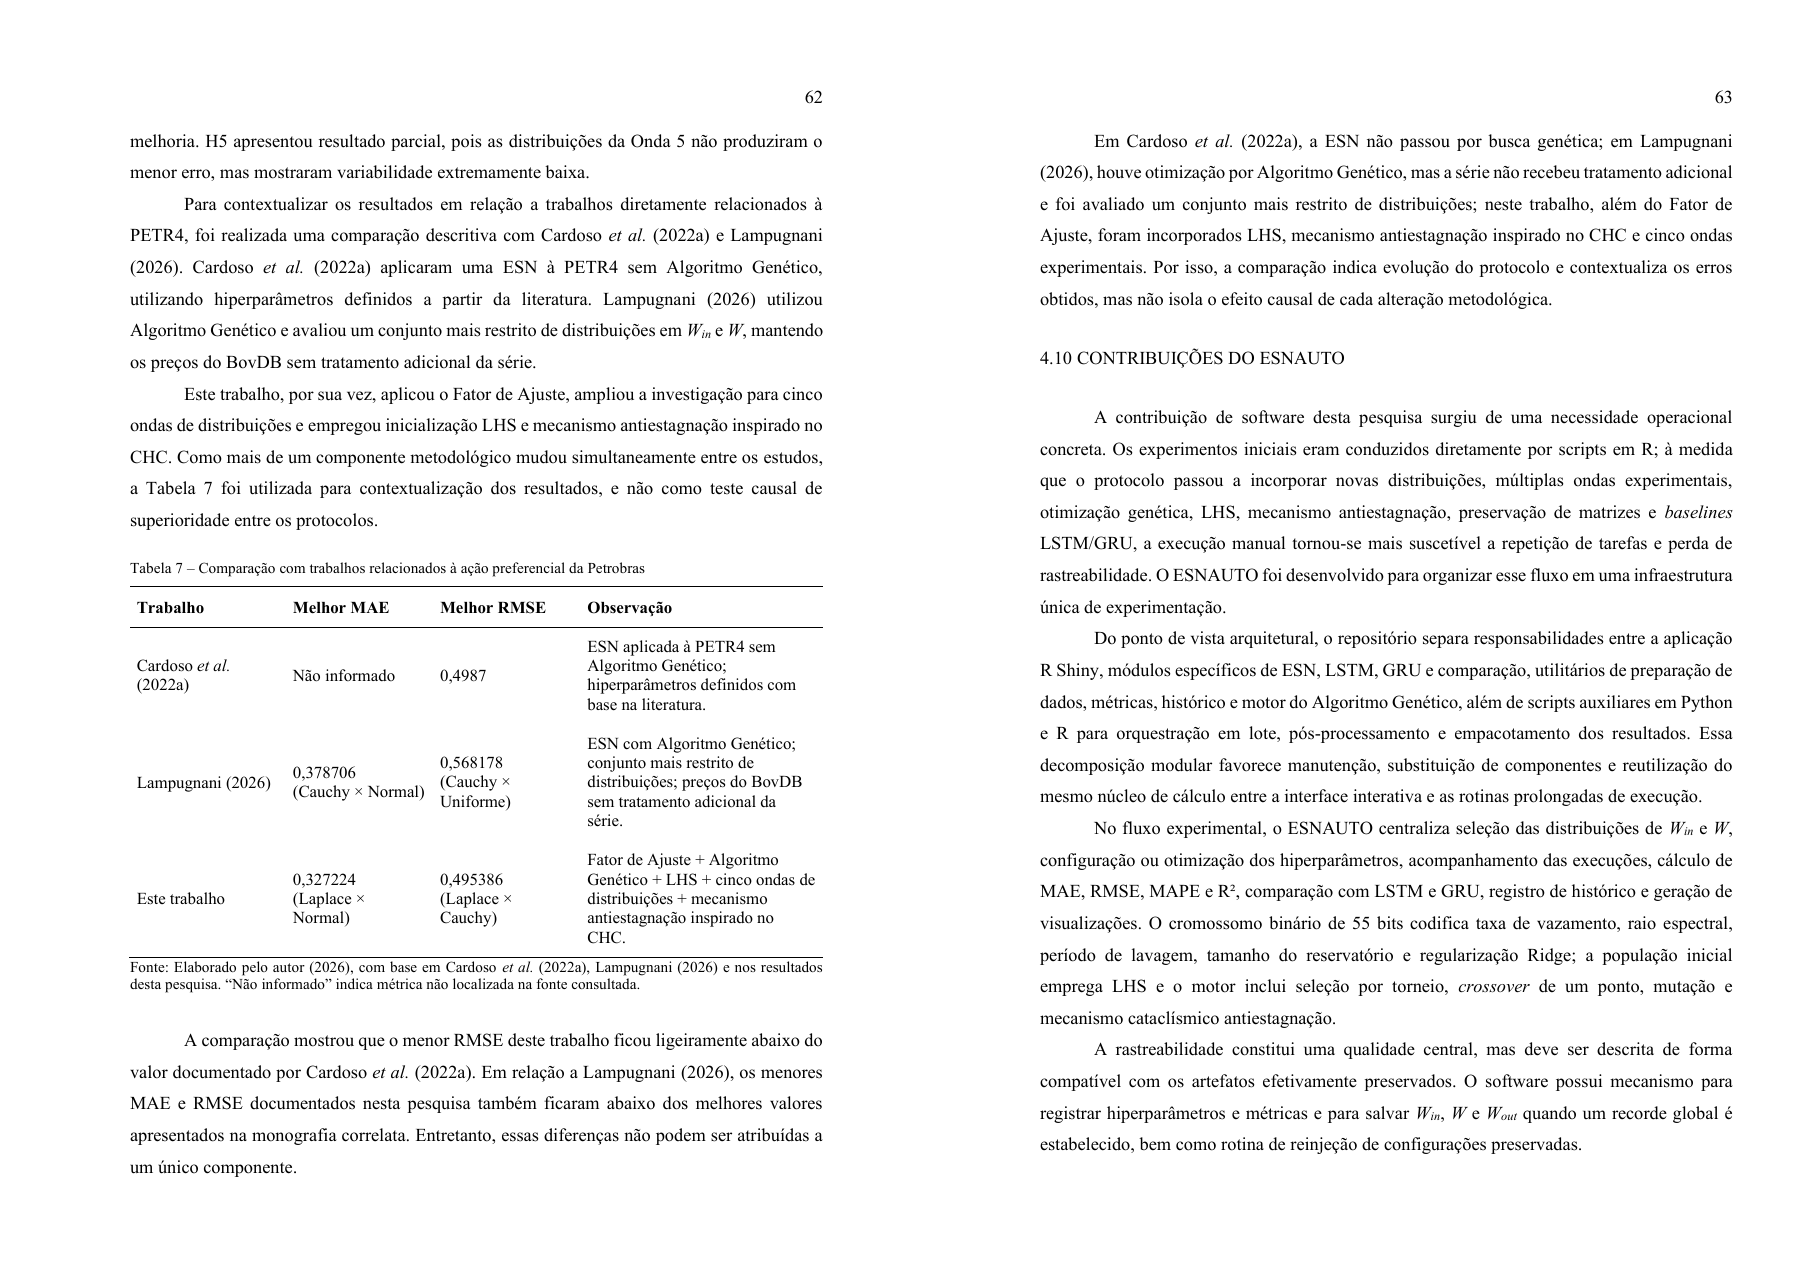 62
melhoria. H5 apresentou resultado parcial, pois as distribuições da Onda 5 não produziram o
menor erro, mas mostraram variabilidade extremamente baixa.
Para contextualizar os resultados em relação a trabalhos diretamente relacionados à
PETR4, foi realizada uma comparação descritiva com Cardoso et al. (2022a) e Lampugnani
(2026). Cardoso et al. (2022a) aplicaram uma ESN à PETR4 sem Algoritmo Genético,
utilizando hiperparâmetros definidos a partir da literatura. Lampugnani (2026) utilizou
Algoritmo Genético e avaliou um conjunto mais restrito de distribuições em Win e W, mantendo
os preços do BovDB sem tratamento adicional da série.
Este trabalho, por sua vez, aplicou o Fator de Ajuste, ampliou a investigação para cinco
ondas de distribuições e empregou inicialização LHS e mecanismo antiestagnação inspirado no
CHC. Como mais de um componente metodológico mudou simultaneamente entre os estudos,
a Tabela 7 foi utilizada para contextualização dos resultados, e não como teste causal de
superioridade entre os protocolos.
Tabela 7 – Comparação com trabalhos relacionados à ação preferencial da Petrobras
Trabalho Melhor MAE Melhor RMSE Observação
Cardoso et al.
(2022a)
Não informado
0,4987
ESN aplicada à PETR4 sem
Algoritmo Genético;
hiperparâmetros definidos com
base na literatura.
Lampugnani (2026)
0,378706
(Cauchy × Normal)
0,568178
(Cauchy ×
Uniforme)
ESN com Algoritmo Genético;
conjunto mais restrito de
distribuições; preços do BovDB
sem tratamento adicional da
série.
Este trabalho
0,327224
(Laplace ×
Normal)
0,495386
(Laplace ×
Cauchy)
Fator de Ajuste + Algoritmo
Genético + LHS + cinco ondas de
distribuições + mecanismo
antiestagnação inspirado no
CHC.
Fonte: Elaborado pelo autor (2026), com base em Cardoso et al. (2022a), Lampugnani (2026) e nos resultados
desta pesquisa. “Não informado” indica métrica não localizada na fonte consultada.
A comparação mostrou que o menor RMSE deste trabalho ficou ligeiramente abaixo do
valor documentado por Cardoso et al. (2022a). Em relação a Lampugnani (2026), os menores
MAE e RMSE documentados nesta pesquisa também ficaram abaixo dos melhores valores
apresentados na monografia correlata. Entretanto, essas diferenças não podem ser atribuídas a
um único componente.
63
Em Cardoso et al. (2022a), a ESN não passou por busca genética; em Lampugnani
(2026), houve otimização por Algoritmo Genético, mas a série não recebeu tratamento adicional
e foi avaliado um conjunto mais restrito de distribuições; neste trabalho, além do Fator de
Ajuste, foram incorporados LHS, mecanismo antiestagnação inspirado no CHC e cinco ondas
experimentais. Por isso, a comparação indica evolução do protocolo e contextualiza os erros
obtidos, mas não isola o efeito causal de cada alteração metodológica.
4.10 CONTRIBUIÇÕES DO ESNAUTO
A contribuição de software desta pesquisa surgiu de uma necessidade operacional
concreta. Os experimentos iniciais eram conduzidos diretamente por scripts em R; à medida
que o protocolo passou a incorporar novas distribuições, múltiplas ondas experimentais,
otimização genética, LHS, mecanismo antiestagnação, preservação de matrizes e baselines
LSTM/GRU, a execução manual tornou-se mais suscetível a repetição de tarefas e perda de
rastreabilidade. O ESNAUTO foi desenvolvido para organizar esse fluxo em uma infraestrutura
única de experimentação.
Do ponto de vista arquitetural, o repositório separa responsabilidades entre a aplicação
R Shiny, módulos específicos de ESN, LSTM, GRU e comparação, utilitários de preparação de
dados, métricas, histórico e motor do Algoritmo Genético, além de scripts auxiliares em Python
e R para orquestração em lote, pós-processamento e empacotamento dos resultados. Essa
decomposição modular favorece manutenção, substituição de componentes e reutilização do
mesmo núcleo de cálculo entre a interface interativa e as rotinas prolongadas de execução.
No fluxo experimental, o ESNAUTO centraliza seleção das distribuições de Win e W,
configuração ou otimização dos hiperparâmetros, acompanhamento das execuções, cálculo de
MAE, RMSE, MAPE e R², comparação com LSTM e GRU, registro de histórico e geração de
visualizações. O cromossomo binário de 55 bits codifica taxa de vazamento, raio espectral,
período de lavagem, tamanho do reservatório e regularização Ridge; a população inicial
emprega LHS e o motor inclui seleção por torneio, crossover de um ponto, mutação e
mecanismo cataclísmico antiestagnação.
A rastreabilidade constitui uma qualidade central, mas deve ser descrita de forma
compatível com os artefatos efetivamente preservados. O software possui mecanismo para
registrar hiperparâmetros e métricas e para salvar Win, W e Wout quando um recorde global é
estabelecido, bem como rotina de reinjeção de configurações preservadas.